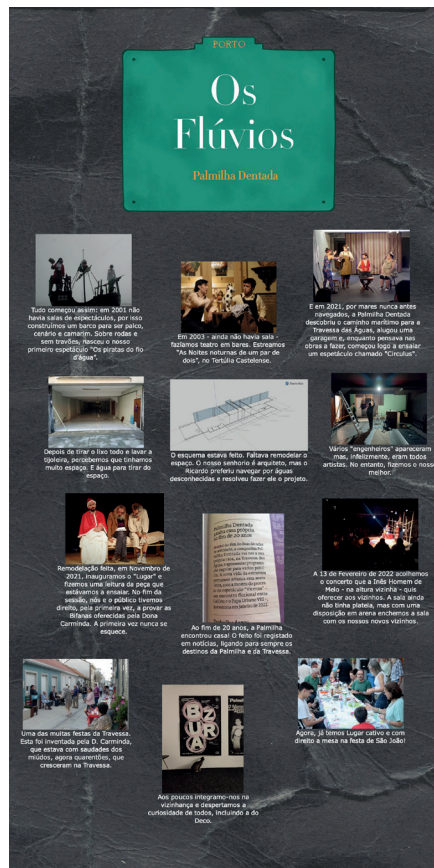 PORTO
Os
Flúvios
Palmilha Dentada
Tudo começou assim: em 2001 não
havia salas de espectáculos, por isso
construímos um barco para ser palco,
cenário e camarim. Sobre rodas e
sem travões, nasceu o nosso
primeiro espetáculo "Os piratas do fio
d'água".
Em 2003 - ainda não havia sala -
fazíamos teatro em bares. Estreamos
"As Noites noturnas de um par de
dois", no Tertúlia Castelense.
E em 2021, por mares nunca antes
navegados, a Palmilha Dentada
descobriu o caminho marítimo para a
Travessa das Águas, alugou uma
garagem e, enquanto pensava nas
obras a fazer, começou logo a ensaiar
um espetáculo chamado "Circulus".
Depois de tirar o lixo todo e lavar a
tijoleira, percebemos que tínhamos
muito espaço. E água para tirar do
espaço.
O esquema estava feito. Faltava remodelar o
espaço. O nosso senhorio é arquiteto, mas o
Ricardo preferiu navegar por águas
desconhecidas e resolveu fazer ele o projeto.
Vários "engenheiros" apareceram
mas, infelizmente, eram todos
artistas. No entanto, fizemos e nosso
melhor.
Remodelação feita, em Novembro de
2021, inauguramos o "Lugar" e
fizemos uma leitura da peça que
estávamos a ensaiar. No fim da
sessão, nós e o público tivemos
direito, pela primeira vez, a provar as
Bifanas oferecidas pela Dona
Carminda. A primeira vez nunca se
esquece.
Palmilha Dentada
ganha casa própria
ao fim de 20 anos
Ao fim de 20 anos, a Palmilha
encontrou casa! O feito foi registado
em notícias, ligando para sempre os
destinos da Palmilha e da Travessa.
A 13 de Fevereiro de 2022 acolhemos
o concerto que a Inês Homem de
Melo - na altura vizinha - quis
oferecer aos vizinhos. A sala ainda
não tinha plateia, mas com uma
disposição em arena enchemos a sala
com os nossos novos vizinhos.
Uma das muitas festas da Travessa.
Esta foi inventada pela D. Carminda,
que estava com saudades dos
miúdos, agora quarentões, que
cresceram na Travessa.
BZURA
Aos poucos integramo-nos na
vizinhança e despertamos a
curiosidade de todos, incluindo a do
Deco.
Agora, já temos Lugar cativo e com
direito a mesa na festa de São João!